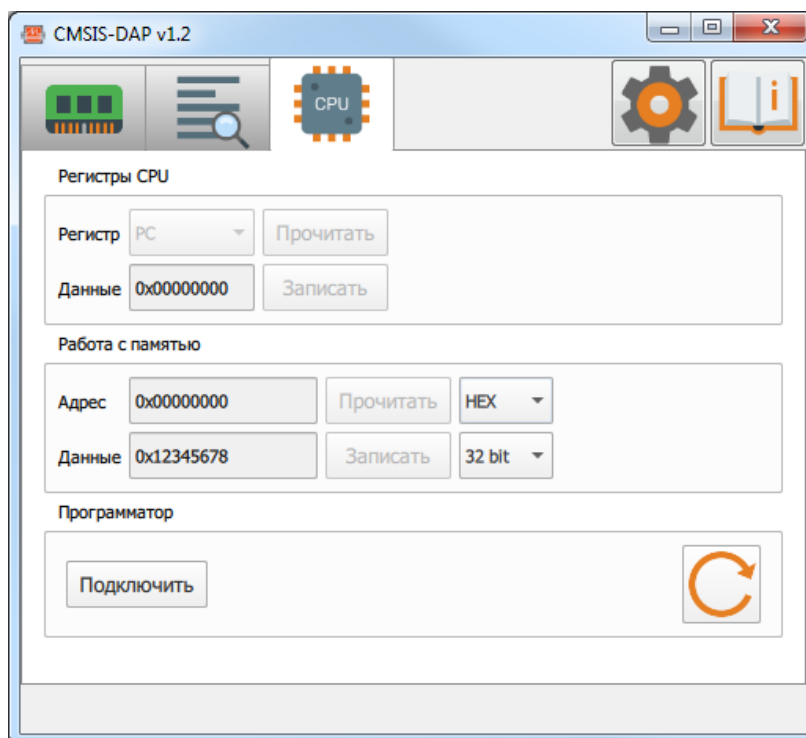 CMSIS-DAP v1.2
CPU
i
Регистры CPU
Регистр PC Прочитать
Данные 0x00000000 Записать
Работа с памятью
Адрес 0x00000000 Прочитать HEX
Данные 0x12345678 Записать 32 bit
Программатор
Подключить